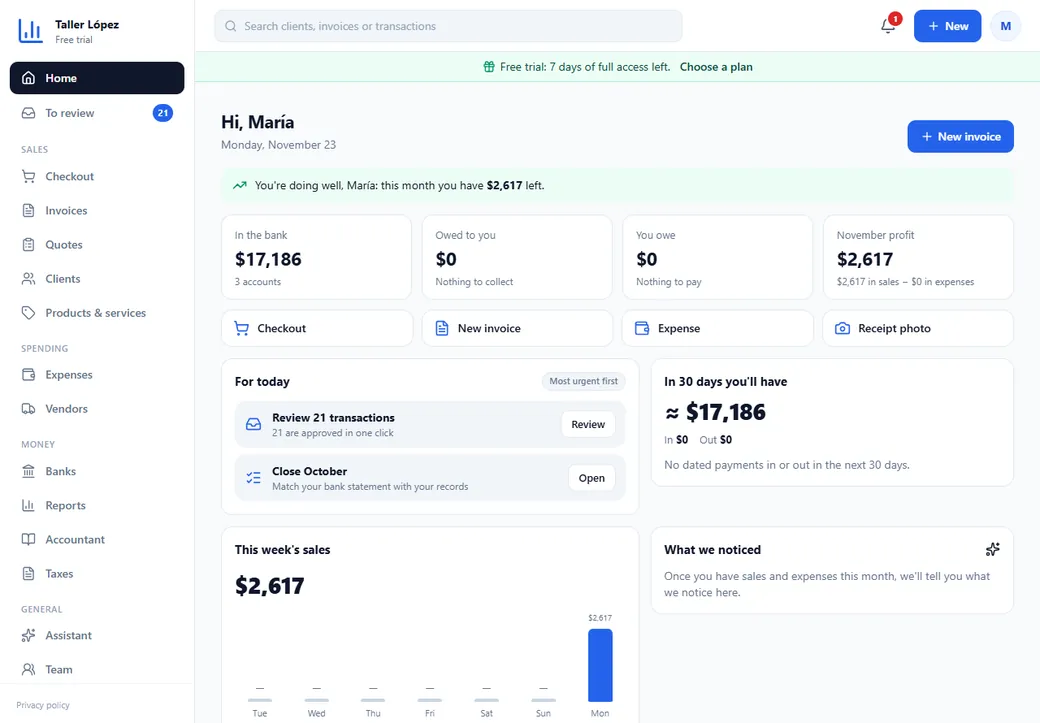 Taller López
Free trial
Search clients, invoices or transactions
1
New
M
Free trial: 7 days of full access left. Choose a plan
Home
To review
21
SALES
Checkout
Invoices
Quotes
Clients
Products & services
SPENDING
Expenses
Vendors
MONEY
Banks
Reports
Accountant
Taxes
GENERAL
Assistant
Team
Privacy policy
Hi, María
Monday, November 23
New invoice
You're doing well, María: this month you have $2,617 left.
In the bank
$17,186
3 accounts
Owed to you
$0
Nothing to collect
You owe
$0
Nothing to pay
November profit
$2,617
$2,617 in sales − $0 in expenses
Checkout
New invoice
Expense
Receipt photo
For today
Most urgent first
Review 21 transactions
21 are approved in one click
Review
Close October
Match your bank statement with your records
Open
In 30 days you'll have
≈ $17,186
In $0 Out $0
No dated payments in or out in the next 30 days.
This week's sales
$2,617
$2,617
— — — — — —
Tue Wed Thu Fri Sat Sun Mon
What we noticed
Once you have sales and expenses this month, we'll tell you what
we notice here.